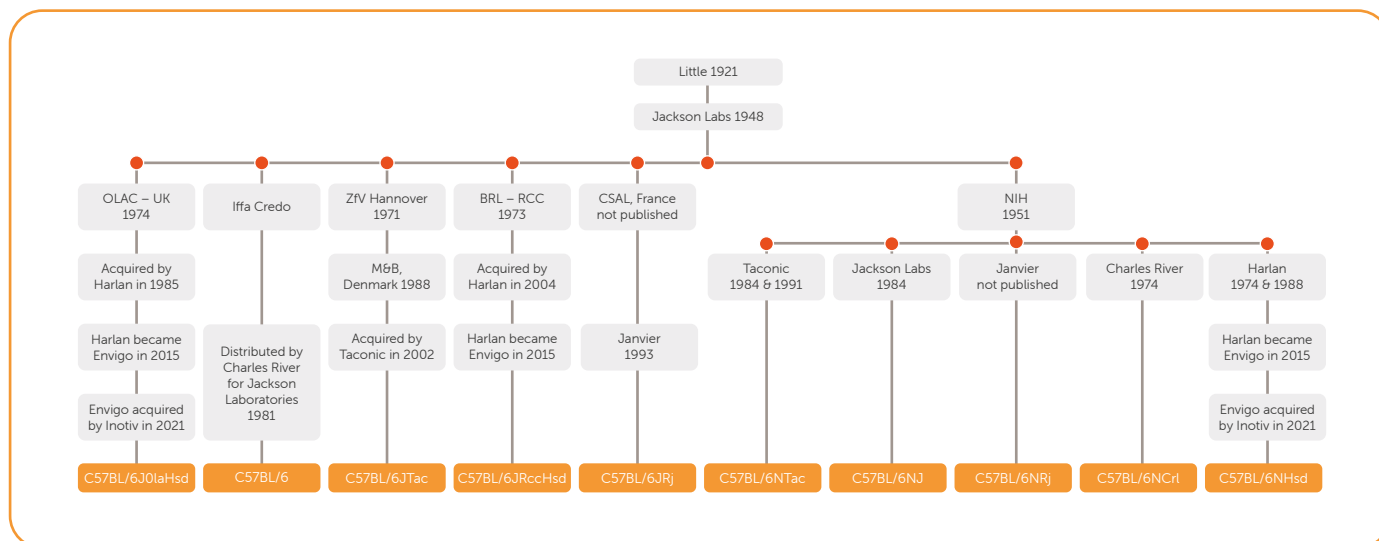 Little 1921
Jackson Labs 1948
OLAC – UK
1974
Iffa Credo
ZfV Hannover
1971
BRL – RCC
1973
CSAL, France
not published
NIH
1951
Acquired by
Harlan in 1985
M&B,
Denmark 1988
Acquired by
Harlan in 2004
Taconic
1984 & 1991
Jackson Labs
1984
Janvier
not published
Charles River
1974
Harlan
1974 & 1988
Harlan became
Envigo in 2015
Distributed by
Charles River
for Jackson
Laboratories
1981
Acquired by
Taconic in 2002
Harlan became
Envigo in 2015
Janvier
1993
Harlan became
Envigo in 2015
Envigo acquired
by Inotiv in 2021
Envigo acquired
by Inotiv in 2021
C57BL/6J0laHsd
C57BL/6
C57BL/6JTac
C57BL/6JRccHsd
C57BL/6JRj
C57BL/6NTac
C57BL/6NJ
C57BL/6NRj
C57BL/6NCrl
C57BL/6NHsd